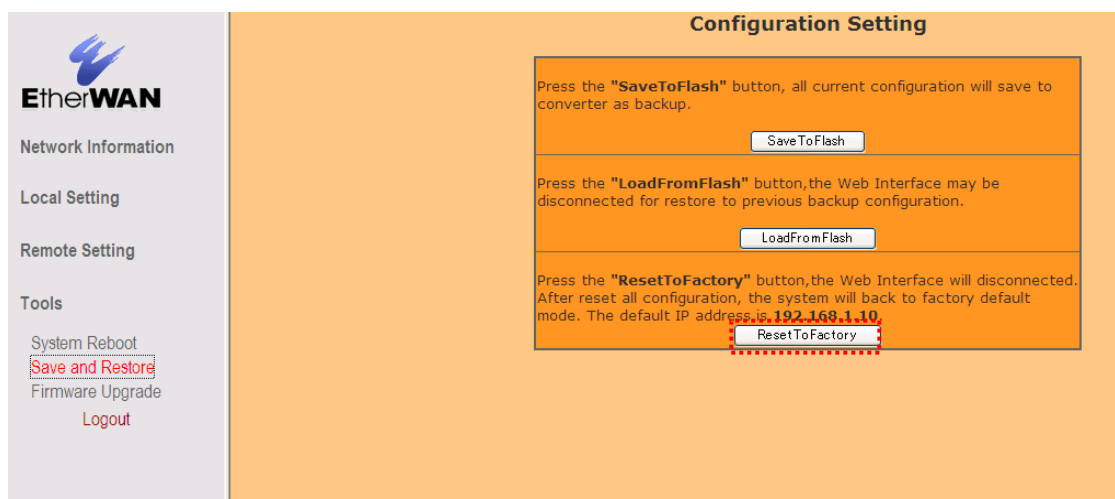 EtherWAN
Network Information
Local Setting
Remote Setting
Tools
System Reboot
Save and Restore
Firmware Upgrade
Logout
Configuration Setting
Press the "SaveToFlash" button, all current configuration will save to
converter as backup.
SaveToFlash
Press the "LoadFromFlash" button,the Web Interface may be
disconnected for restore to previous backup configuration.
LoadFromFlash
Press the "ResetToFactory" button,the Web Interface will disconnected.
After reset all configuration, the system will back to factory default
mode. The default IP address is 192.168.1.10.
ResetToFactory